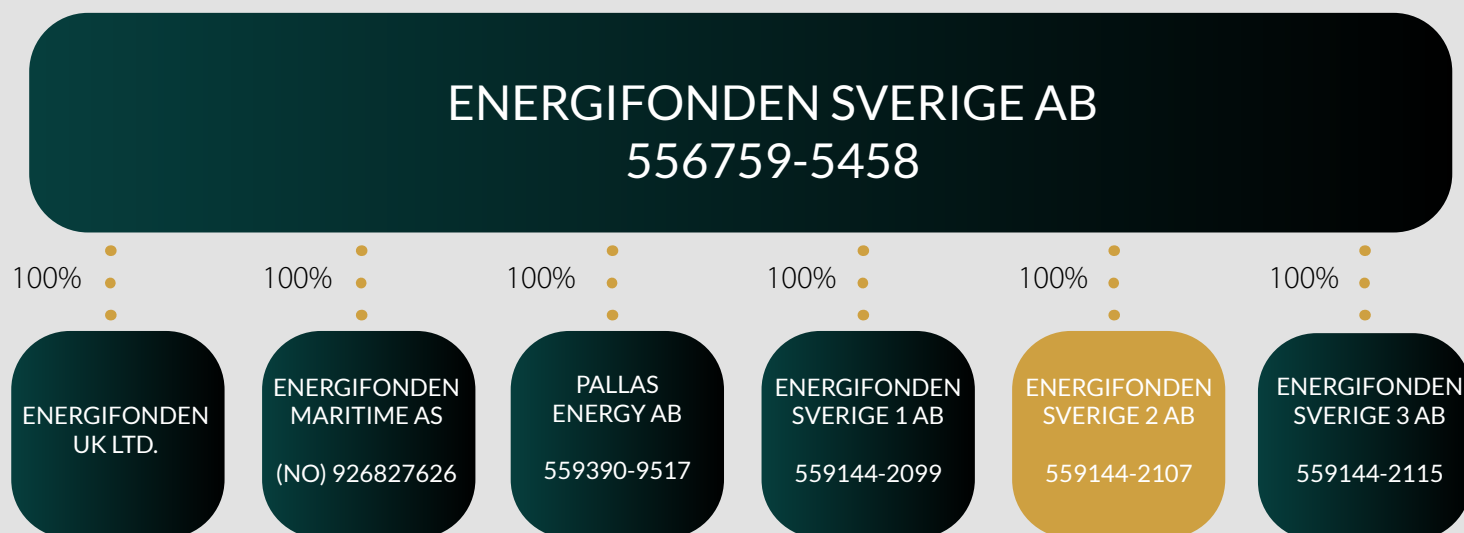 ENERGIFONDEN SVERIGE AB
556759-5458
100%
100%
100%
100%
100%
100%
ENERGIFONDEN
UK LTD.
ENERGIFONDEN
MARITIME AS
(NO) 926827626
PALLAS
ENERGY AB
559390-9517
ENERGIFONDEN
SVERIGE 1 AB
559144-2099
ENERGIFONDEN
SVERIGE 2 AB
559144-2107
ENERGIFONDEN
SVERIGE 3 AB
559144-2115